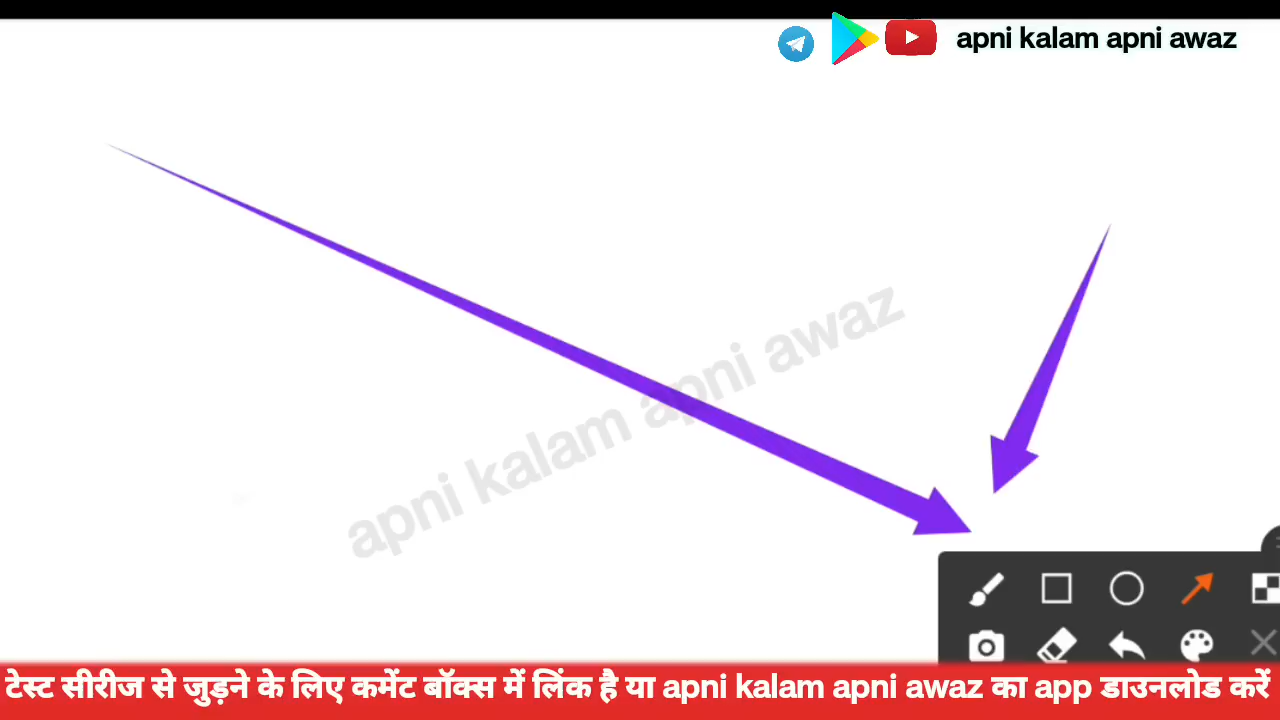 apni kalam apni awaz
apni kalam apni awaz
टेस्ट सीरीज से जुड़ने के लिए कमेंट बॉक्स में लिंक है या apni kalam apni awaz का app डाउनलोड करें